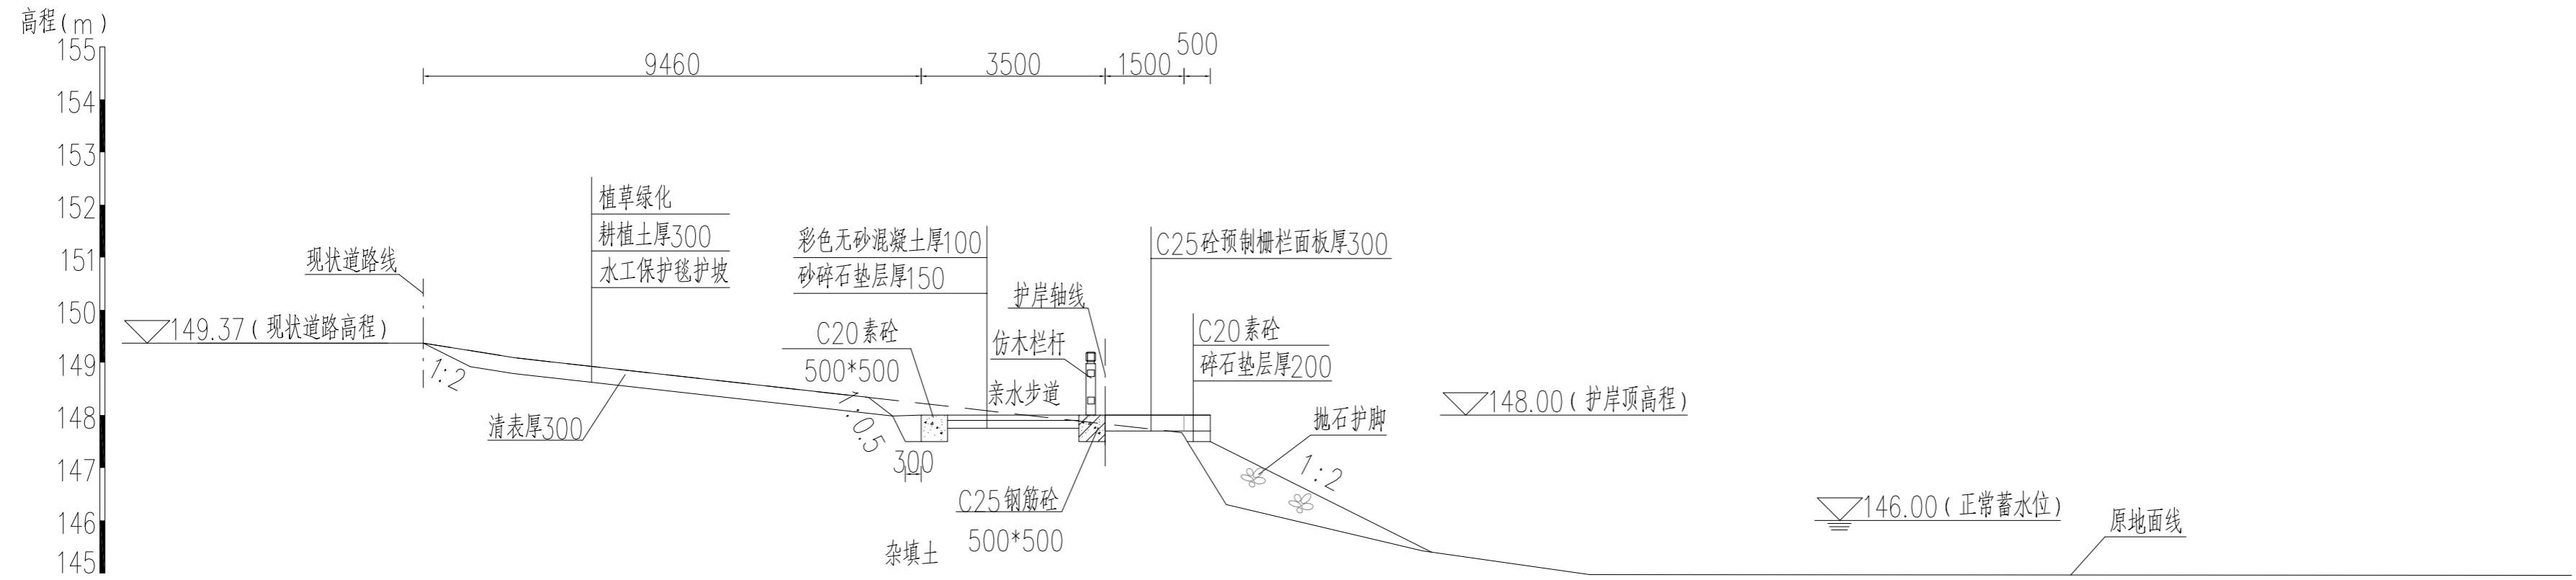 高程(m)
155
154
153
152
151
150
149
148
147
146
145
9460
3500
1500
500
植草绿化
耕植土厚300
水工保护毯护坡
现状道路线
149.37(现状道路高程)
1:2
清表厚300
彩色无砂混凝土厚100
砂碎石垫层厚150
C20素砼
500*500
1:0.5
300
护岸轴线
仿木栏杆
亲水步道
C25钢筋砼
500*500
杂填土
C25砼预制栅栏面板厚300
C20素砼
碎石垫层厚200
148.00(护岸顶高程)
抛石护脚
1:2
146.00(正常蓄水位)
原地面线